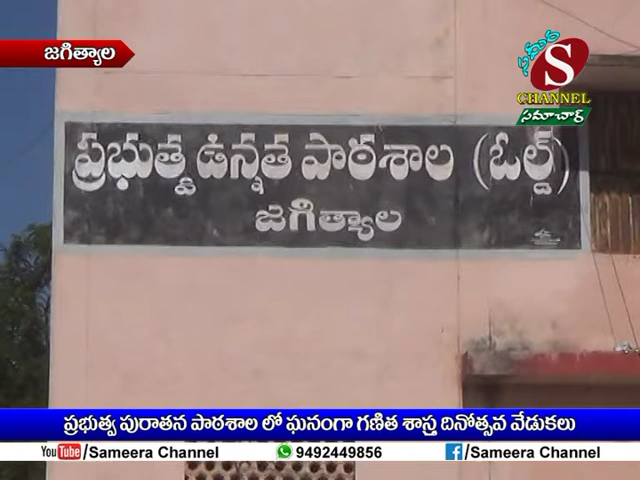 జగిత్యాల
సమీర
S
CHANNEL
సమాచార్
ప్రభుత్వ ఉన్నత పాఠశాల (ఓల్డ్)
జగిత్యాల
ప్రభుత్వ పురాతన పాఠశాల లో ఘనంగా గణిత శాస్త్ర దినోత్సవ వేడుకలు
YouTube /Sameera Channel 9492449856 f /Sameera Channel